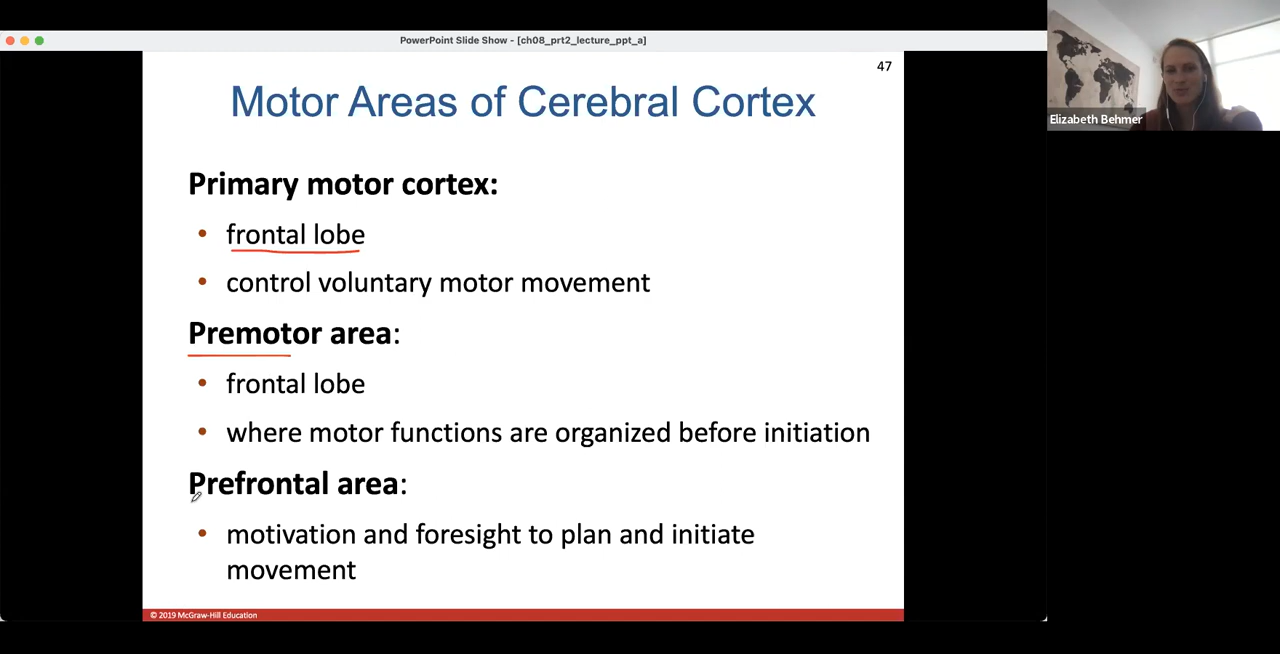 PowerPoint Slide Show - [ch08_prt2_lecture_ppt_a]
47
Motor Areas of Cerebral Cortex
Primary motor cortex:
• frontal lobe
• control voluntary motor movement
Premotor area:
• frontal lobe
• where motor functions are organized before initiation
Prefrontal area:
• motivation and foresight to plan and initiate
movement
© 2019 McGraw-Hill Education
Elizabeth Behmer